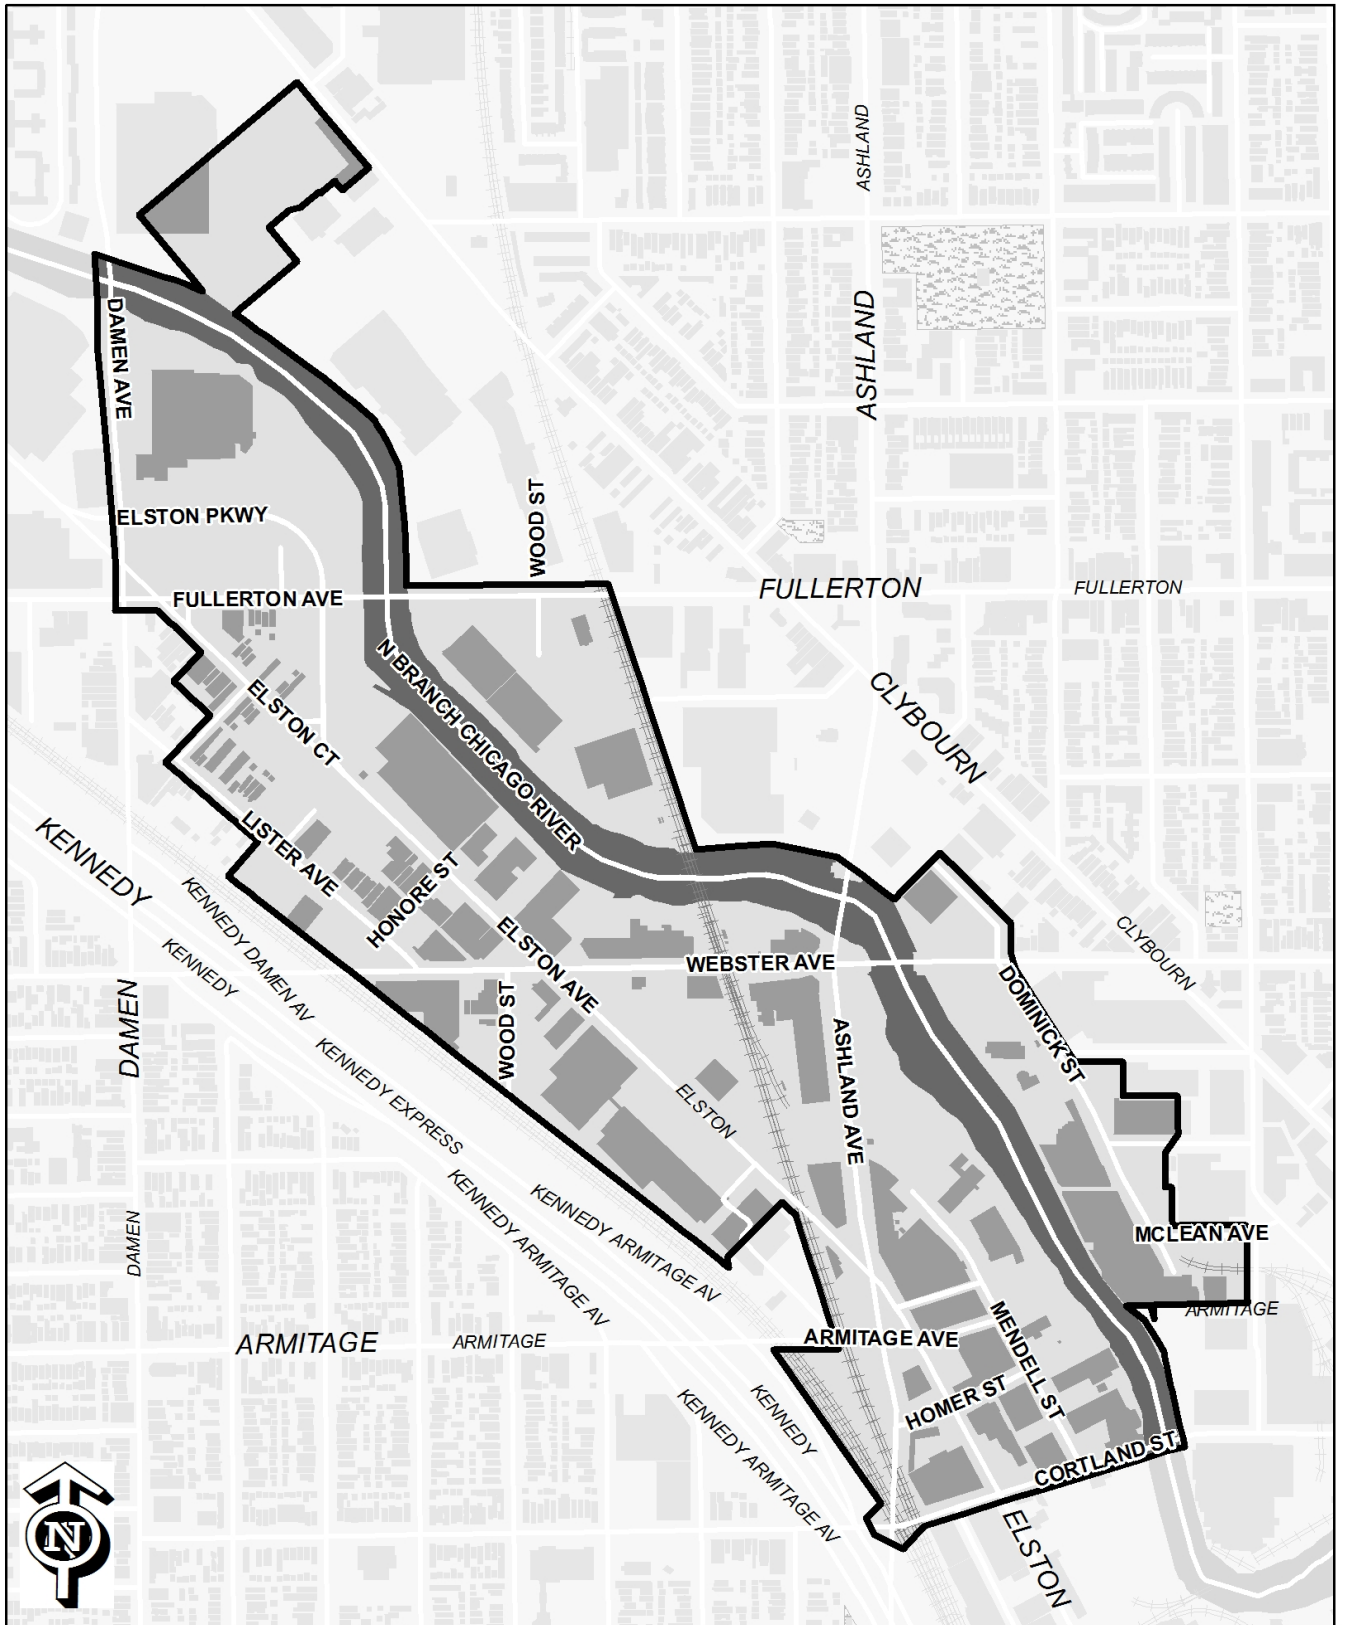 ASHLAND
ASHLAND
DAMEN AVE
ELSTON PKWY
WOOD ST
FULLERTON AVE
FULLERTON
FULLERTON
N BRANCH CHICAGO RIVER
ELSTON CT
CLYBOURN
LISTER AVE
KENNEDY
HONORE ST
KENNEDY DAMEN AV
KENNEDY
CLYBOURN
ELSTON AVE
WEBSTER AVE
DOMINICK ST
DAMEN
WOOD ST
ASHLAND AVE
KENNEDY EXPRESS
ELSTON
KENNEDY ARMITAGE AV
KENNEDY ARMITAGE AV
DAMEN
MCLEAN AVE
ARMITAGE
ARMITAGE
ARMITAGE
ARMITAGE AVE
MENDELL ST
HOMER ST
KENNEDY
KENNEDY ARMITAGE AV
CORTLAND ST
ELSTON
N